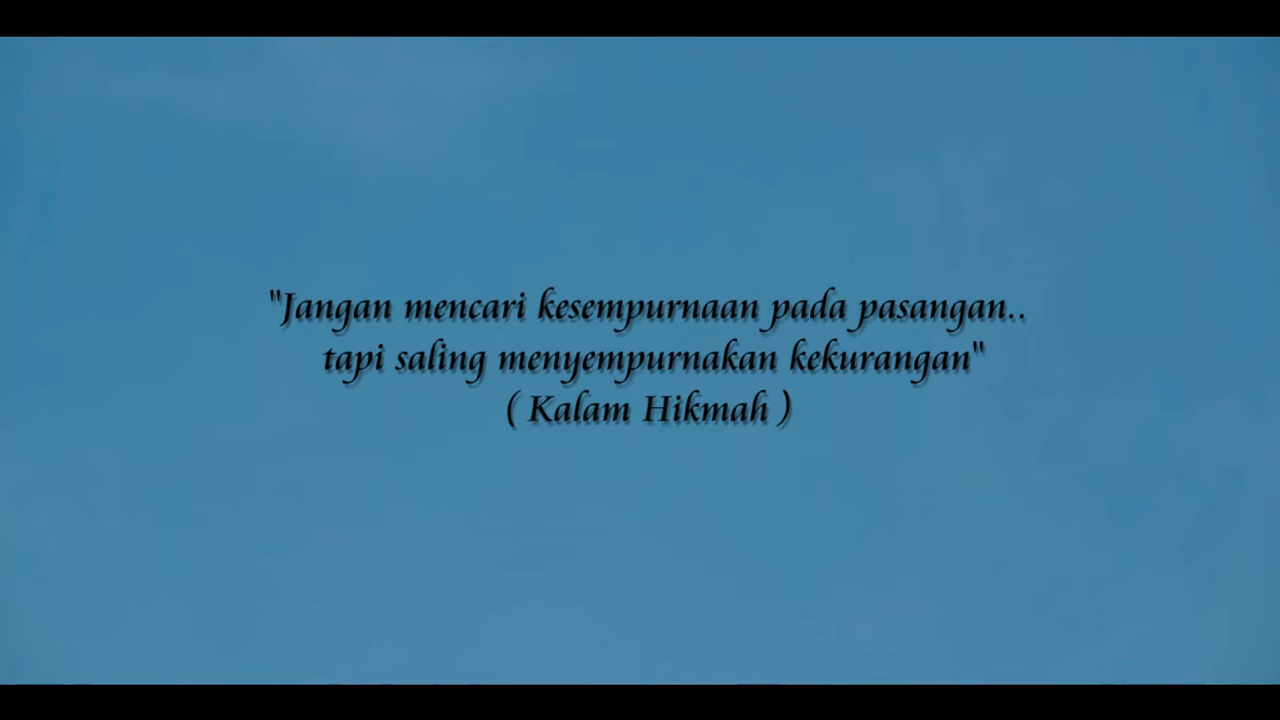 "Jangan mencari kesempurnaan pada pasangan..
tapi saling menyempurnakan kekurangan"
( Kalam Hikmah )